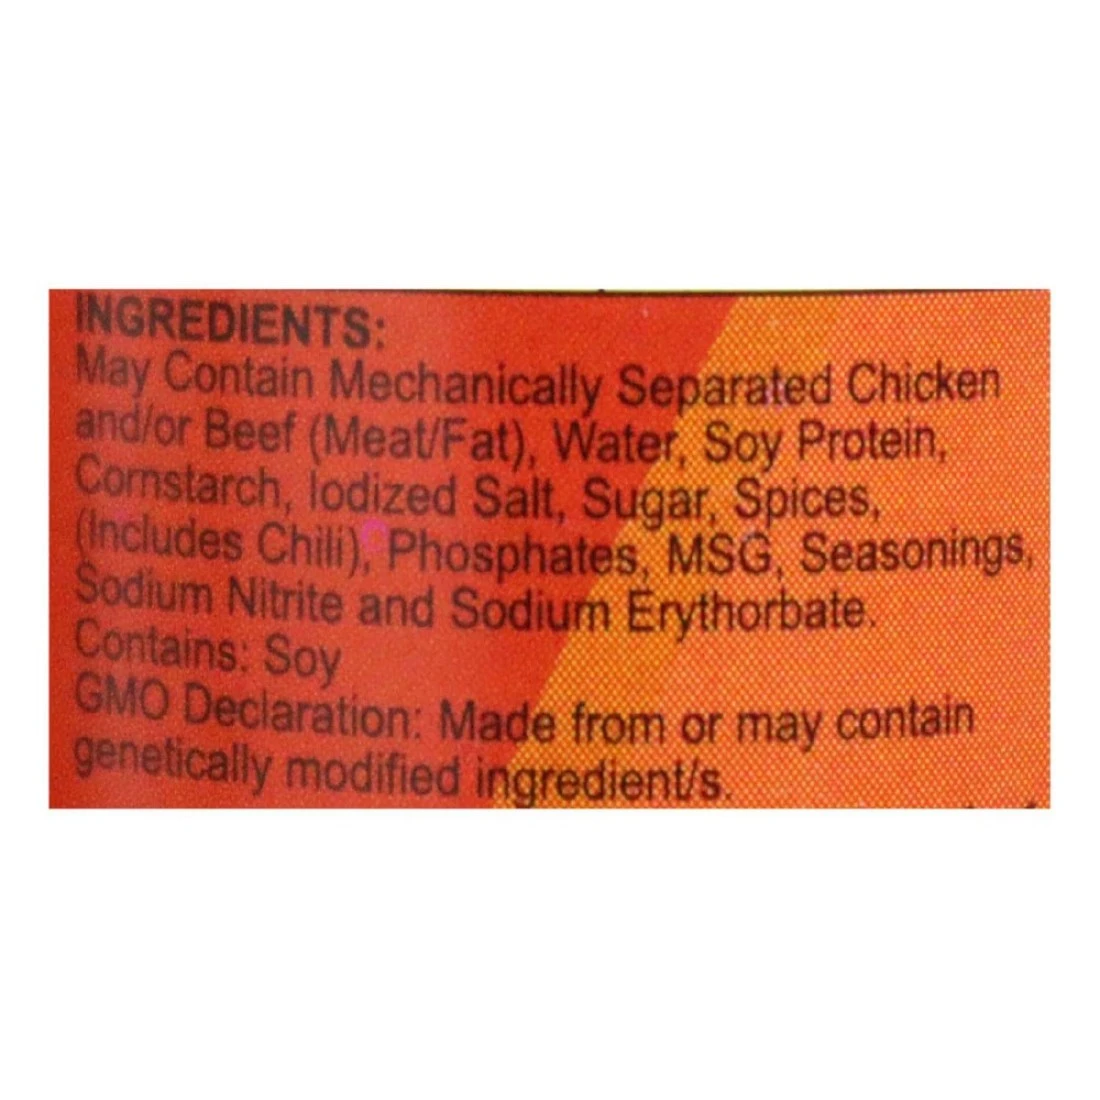 INGREDIENTS:
May Contain Mechanically Separated Chicken
and/or Beef (Meat/Fat), Water, Soy Protein,
Cornstarch, Iodized Salt, Sugar, Spices,
(Includes Chili), Phosphates, MSG, Seasonings,
Sodium Nitrite and Sodium Erythorbate.
Contains: Soy
GMO Declaration: Made from or may contain
genetically modified ingredient/s.